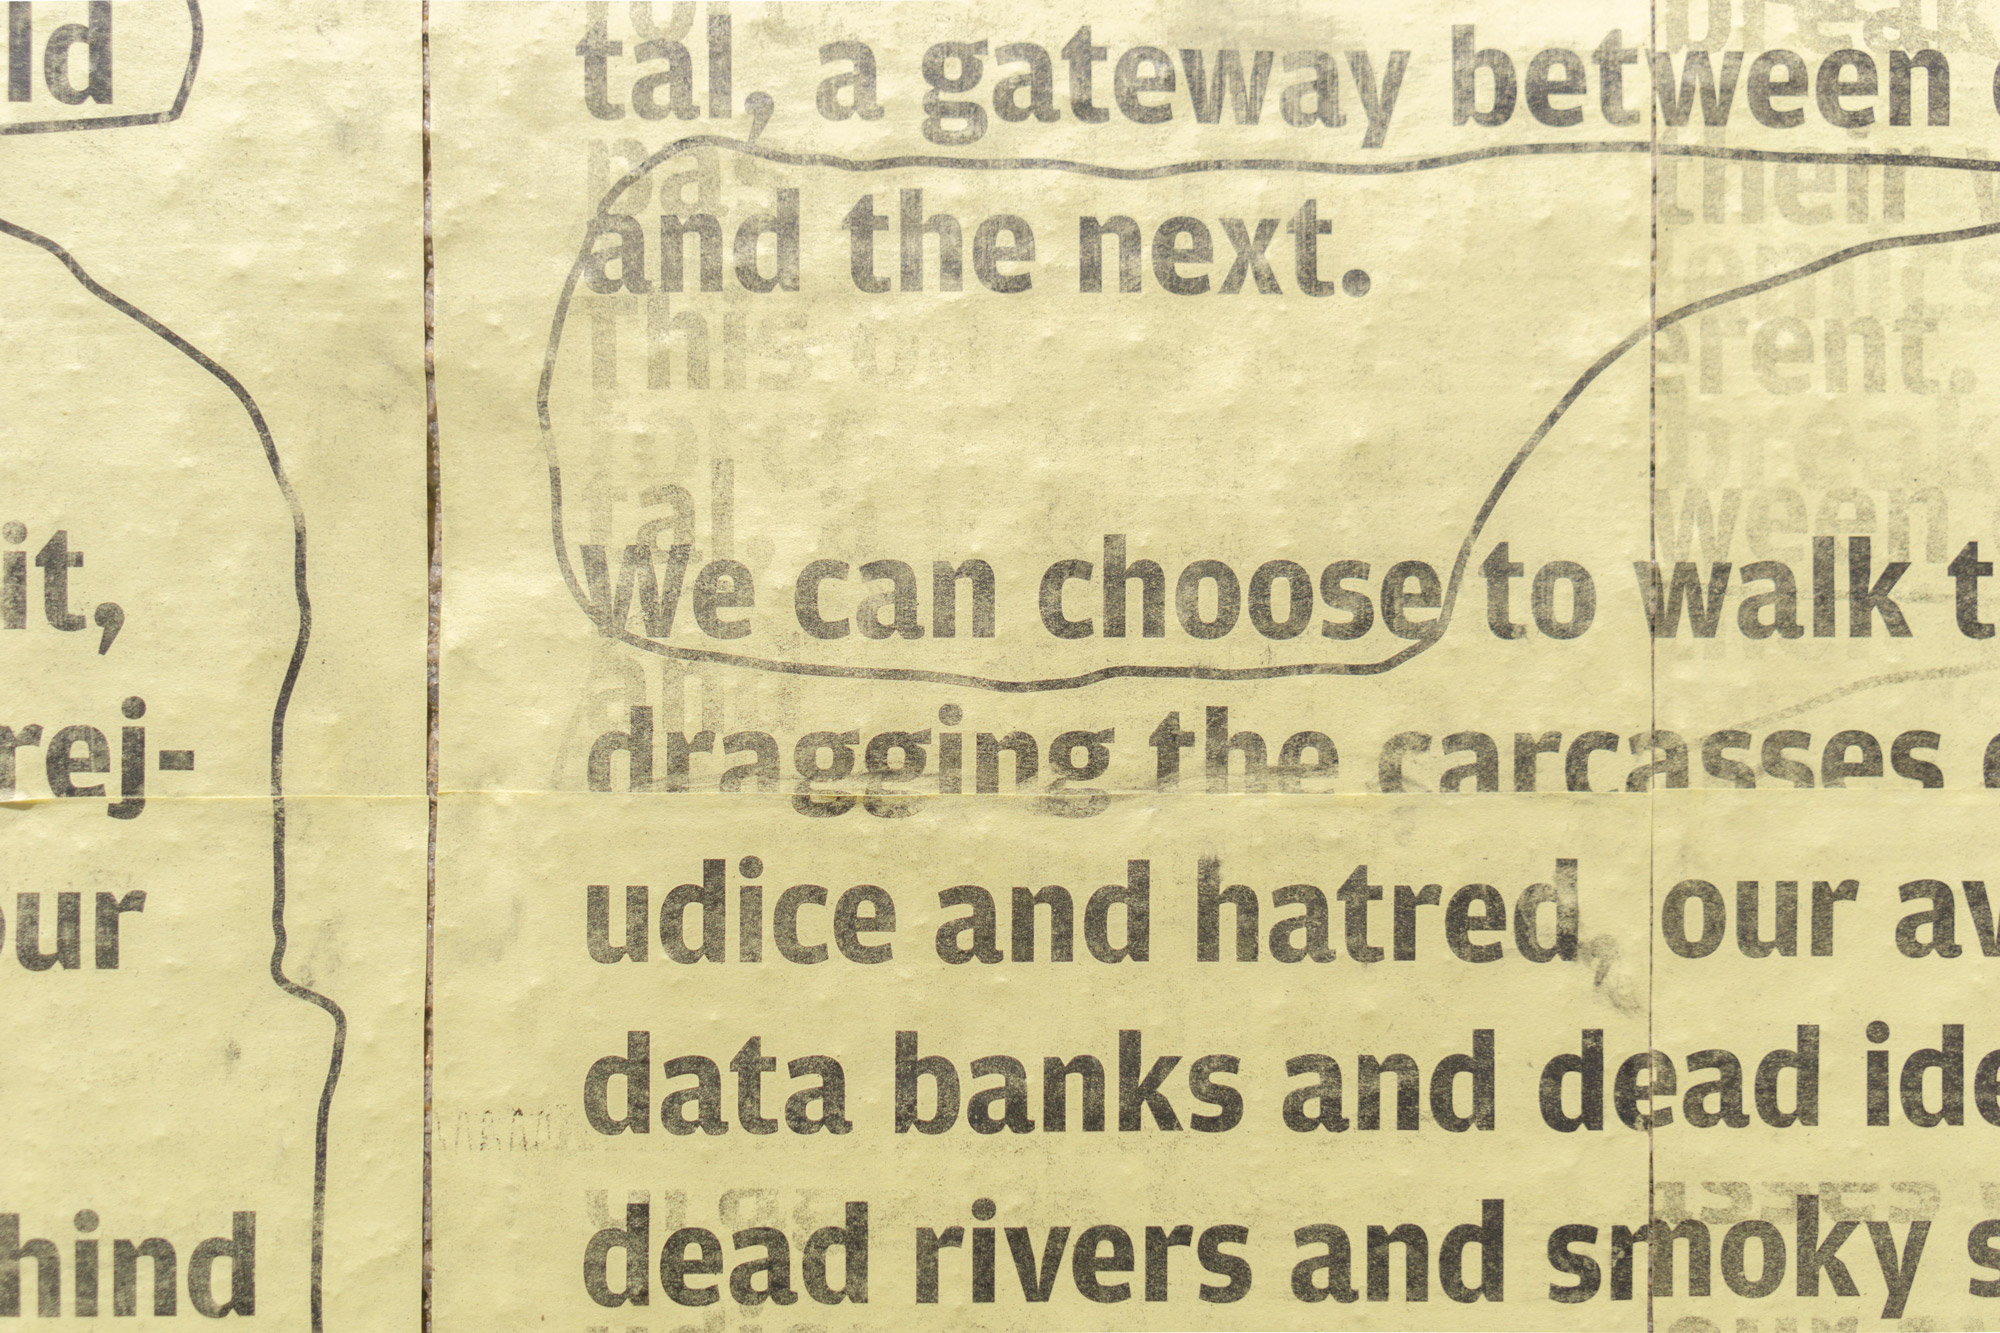 ld
it,
rej-
our
hind
tal, a gateway between
and the next.
We can choose to walk t
dragging the carcasses
udice and hatred, our av
data banks and dead ide
dead rivers and smoky s